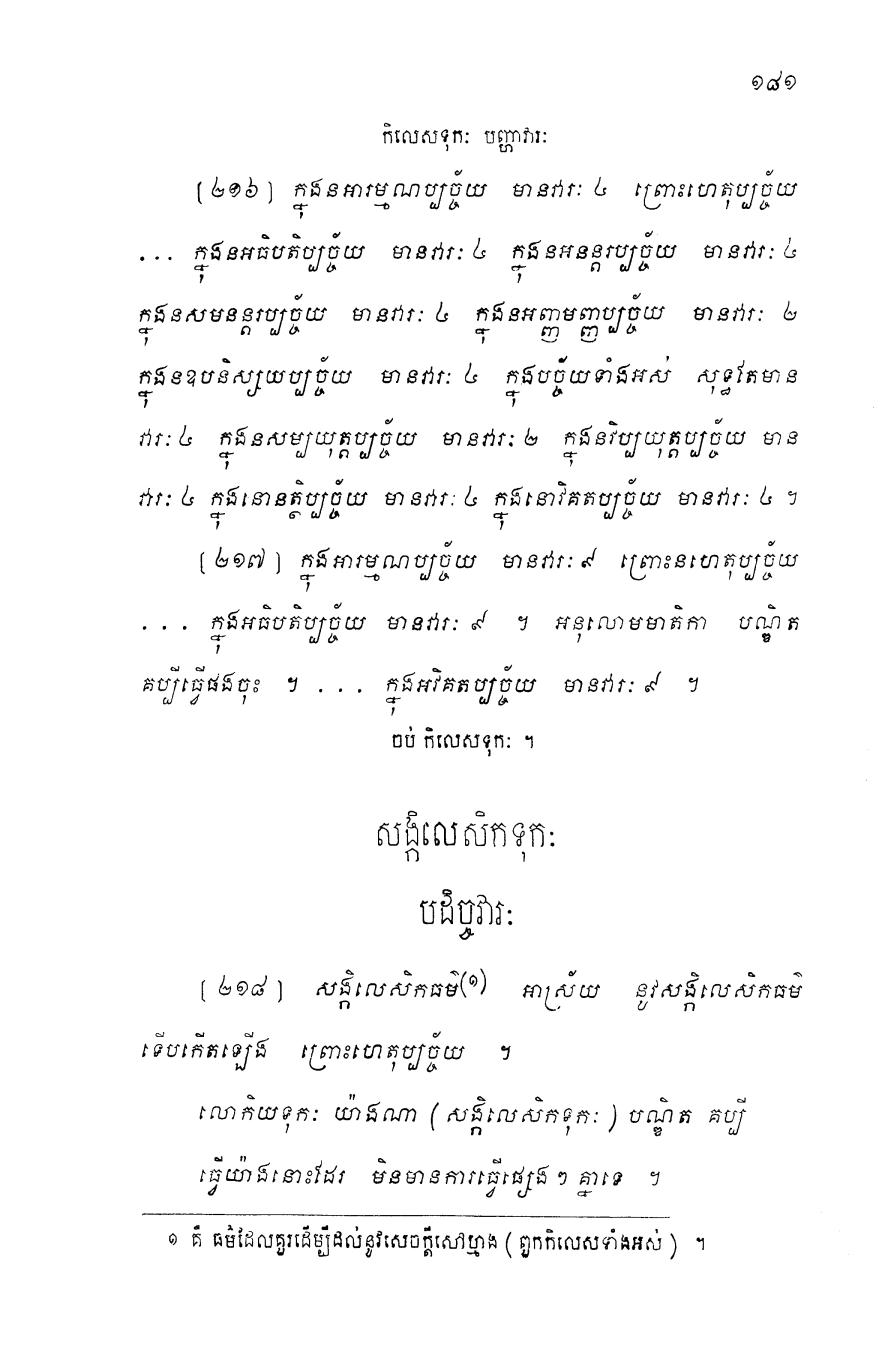 ១៨១
កិលេសទុកៈ បញ្ហាវារៈ
(២១៦) ក្នុងនអារម្មណប្បច្ច័យ មានវារៈ ៤ ព្រោះហេតុប្បច្ច័យ
... ក្នុងនអធិបតិប្បច្ច័យ មានវារៈ ៤ ក្នុងនអនន្តរប្បច្ច័យ មានវារៈ ៤
ក្នុងនសមនន្តរប្បច្ច័យ មានវារៈ ៤ ក្នុងនអញ្ញាមញ្ញប្បច្ច័យ មានវារៈ ២
ក្នុងនឧបនិស្សយប្បច្ច័យ មានវារៈ ៤ ក្នុងបច្ច័យទាំងអស់ សុទ្ធតែមាន
វារៈ ៤ ក្នុងនសម្បយុត្តប្បច្ច័យ មានវារៈ ២ ក្នុងនវិប្បយុត្តប្បច្ច័យ មាន
វារៈ ៤ ក្នុងនោនត្ថិប្បច្ច័យ មានវារៈ ៤ ក្នុងនោវិគតប្បច្ច័យ មានវារៈ ៤ ។
(២១៧) ក្នុងអារម្មណប្បច្ច័យ មានវារៈ ៩ ព្រោះនហេតុប្បច្ច័យ
... ក្នុងអធិបតិប្បច្ច័យ មានវារៈ ៩ ។ អនុលោមមាតិកា បណ្ឌិត
គប្បីធ្វើផងចុះ ។ ... ក្នុងអវិគតប្បច្ច័យ មានវារៈ ៩ ។
ចប់ កិលេសទុកៈ ។
សង្កិលេសិកទុកៈ
បដិច្ចវារៈ
(២១៨) សង្កិលេសិកធម៌(១) អាស្រ័យ នូវសង្កិលេសិកធម៌
ទើបកើតឡើង ព្រោះហេតុប្បច្ច័យ ។
លោកិយទុកៈ យ៉ាងណា (សង្កិលេសិកទុកៈ) បណ្ឌិត គប្បី
ធ្វើយ៉ាងនោះដែរ មិនមានការធ្វើផ្សេង ៗ គ្នាទេ ។
១ គឺ ធម៌ដែលគួរដើម្បីដល់នូវសេចក្តីសៅហ្មង (ពួកកិលេសទាំងអស់) ។